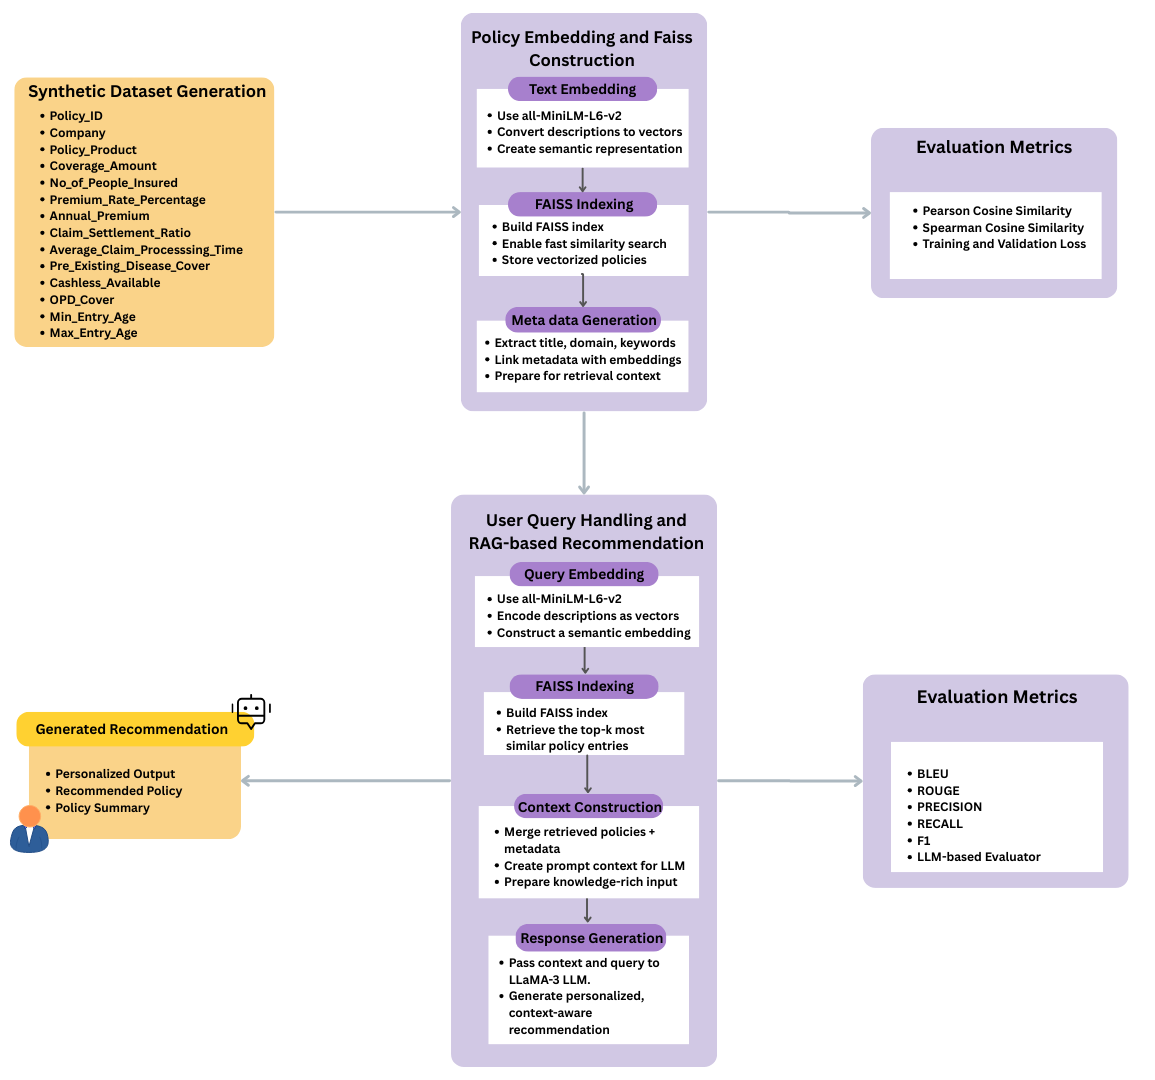 Synthetic Dataset Generation
• Policy_ID
• Company
• Policy_Product
• Coverage_Amount
• No_of_People_Insured
• Premium_Rate_Percentage
• Annual_Premium
• Claim_Settlement_Ratio
• Average_Claim_Processsing_Time
• Pre_Existing_Disease_Cover
• Cashless_Available
• OPD_Cover
• Min_Entry_Age
• Max_Entry_Age
Policy Embedding and Faiss
Construction
Text Embedding
• Use all-MiniLM-L6-v2
• Convert descriptions to vectors
• Create semantic representation
FAISS Indexing
• Build FAISS index
• Enable fast similarity search
• Store vectorized policies
Meta data Generation
• Extract title, domain, keywords
• Link metadata with embeddings
• Prepare for retrieval context
Evaluation Metrics
• Pearson Cosine Similarity
• Spearman Cosine Similarity
• Training and Validation Loss
User Query Handling and
RAG-based Recommendation
Query Embedding
• Use all-MiniLM-L6-v2
• Encode descriptions as vectors
• Construct a semantic embedding
FAISS Indexing
• Build FAISS index
• Retrieve the top-k most
similar policy entries
Context Construction
• Merge retrieved policies +
metadata
• Create prompt context for LLM
• Prepare knowledge-rich input
Response Generation
• Pass context and query to
LLaMA-3 LLM.
• Generate personalized,
context-aware
recommendation
Generated Recommendation
• Personalized Output
• Recommended Policy
• Policy Summary
Evaluation Metrics
• BLEU
• ROUGE
• PRECISION
• RECALL
• F1
• LLM-based Evaluator